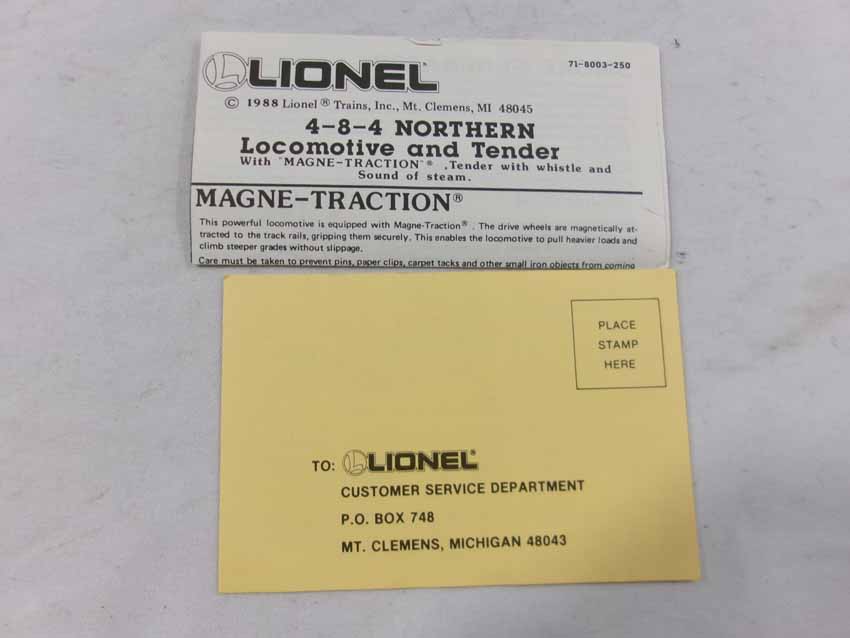 LIONEL®
71-8003-250
© 1988 Lionel® Trains, Inc., Mt. Clemens, MI 48045
4-8-4 NORTHERN
Locomotive and Tender
With "MAGNE-TRACTION"® , Tender with whistle and
Sound of steam.
MAGNE-TRACTION®
This powerful locomotive is equipped with Magne-Traction® . The drive wheels are magnetically at-
tracted to the track rails, gripping them securely. This enables the locomotive to pull heavier loads and
climb steeper grades without slippage.
Care must be taken to prevent pins, paper clips, carpet tacks and other small iron objects from coming
PLACE
STAMP
HERE
TO: LIONEL®
CUSTOMER SERVICE DEPARTMENT
P.O. BOX 748
MT. CLEMENS, MICHIGAN 48043